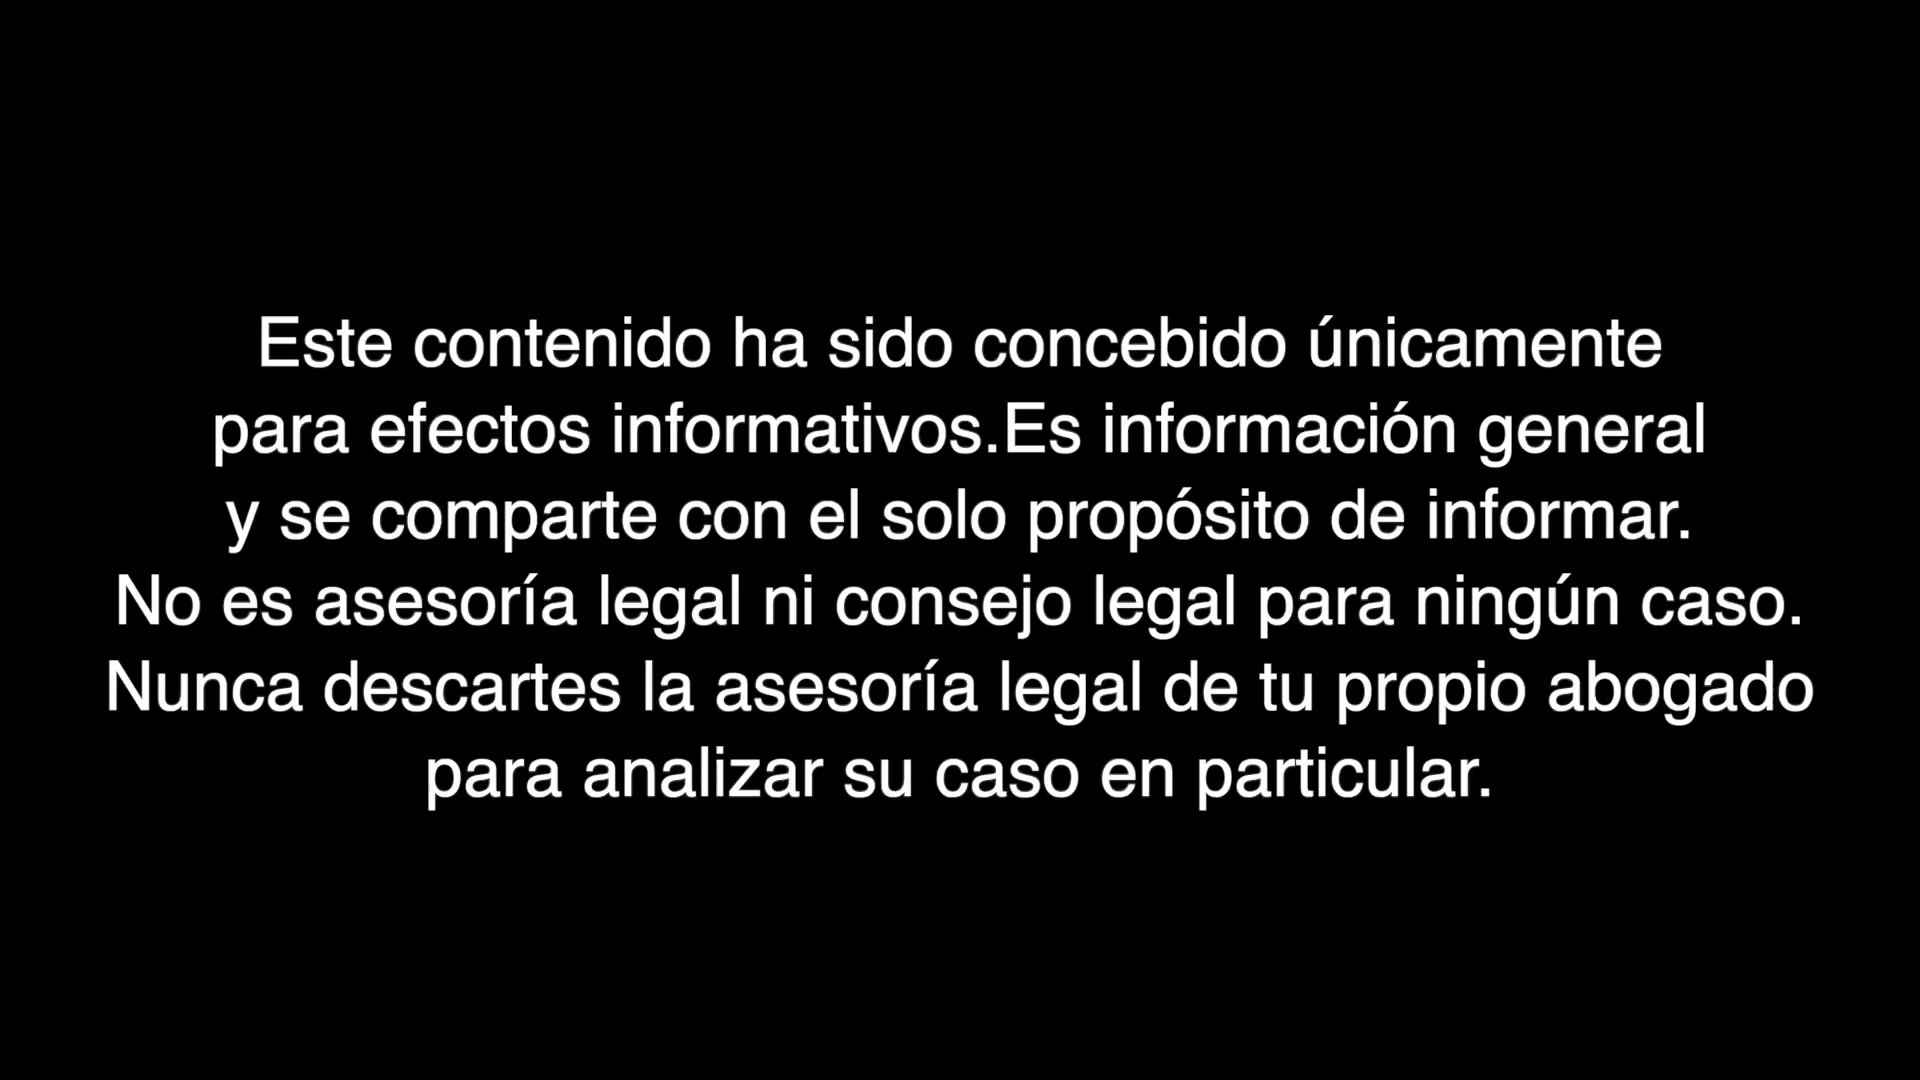 Este contenido ha sido concebido únicamente
para efectos informativos.Es información general
y se comparte con el solo propósito de informar.
No es asesoría legal ni consejo legal para ningún caso.
Nunca descartes la asesoría legal de tu propio abogado
para analizar su caso en particular.